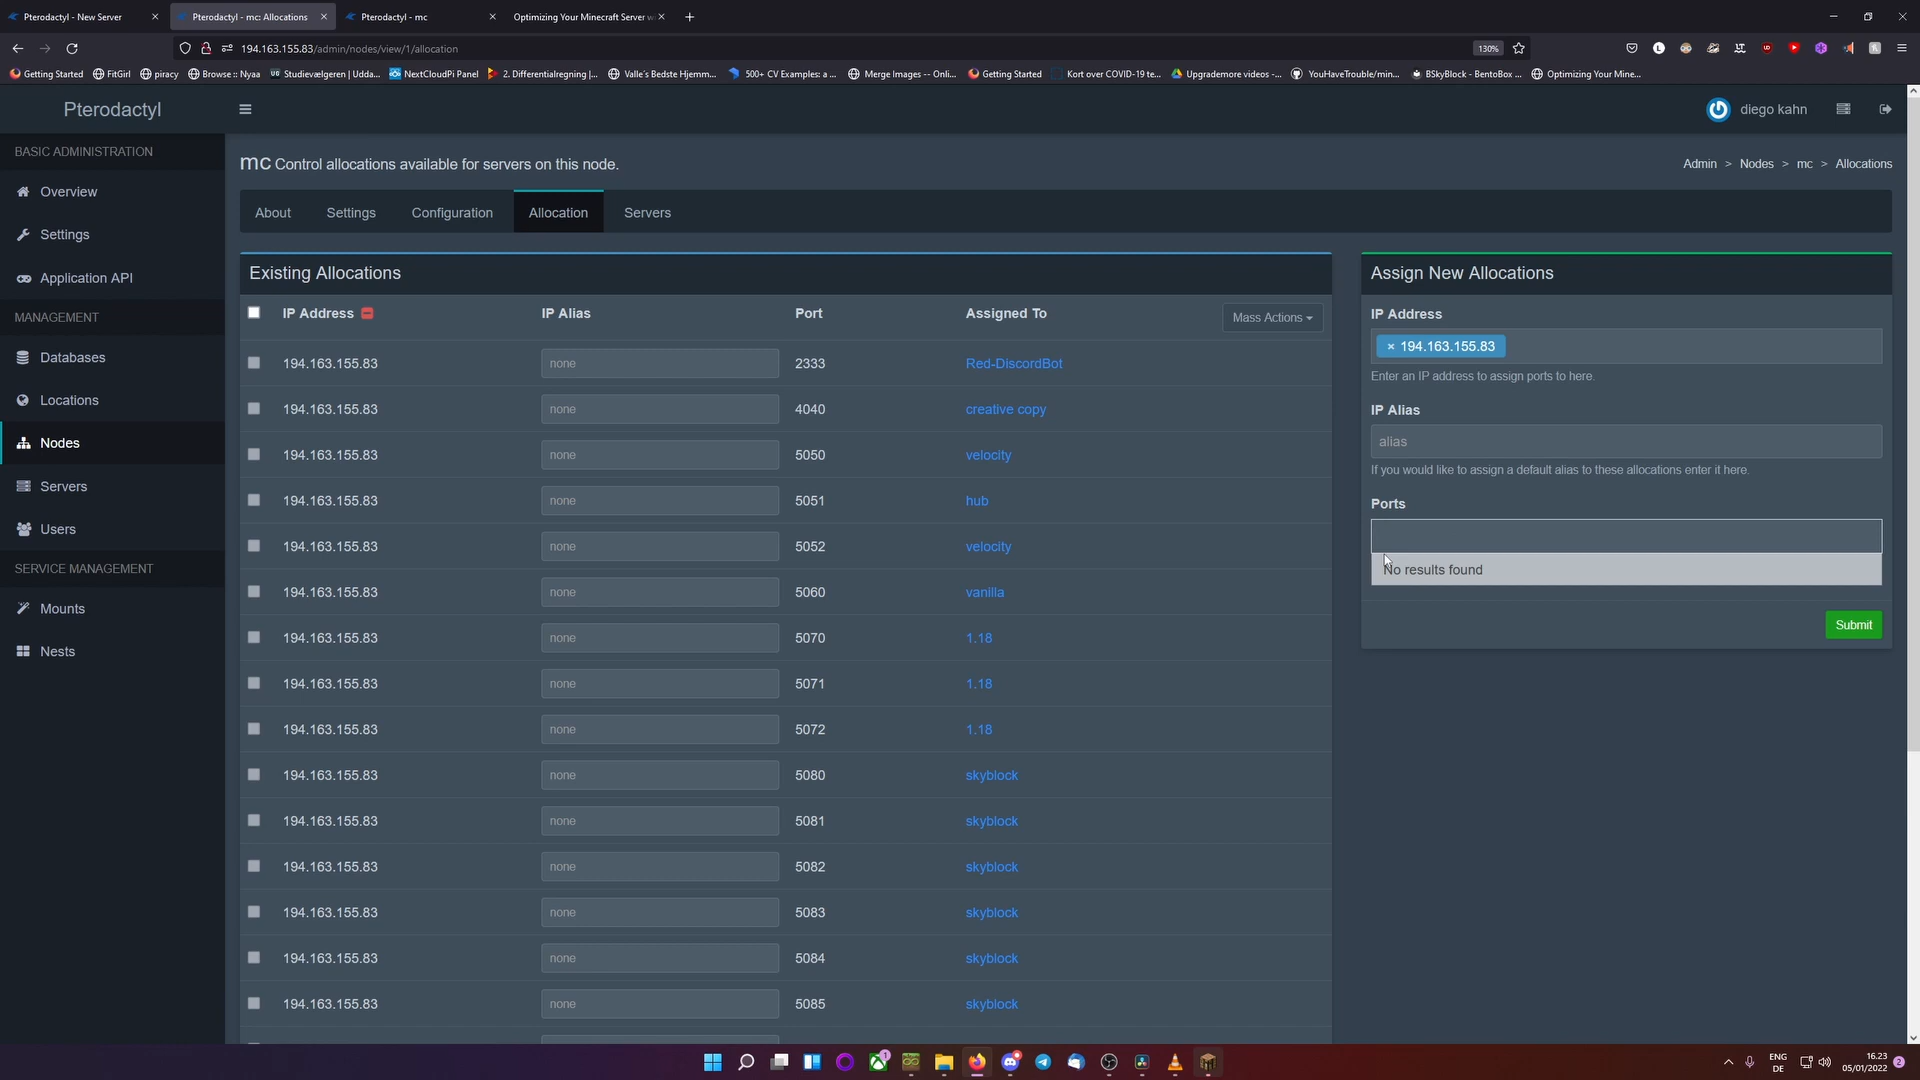 Pterodactyl - New Server
Pterodactyl - mc: Allocations
Pterodactyl - mc
Optimizing Your Minecraft Server w
194.163.155.83/admin/nodes/view/1/allocation
130%
Getting Started
FitGirl
piracy
Browse :: Nyaa
Studievælgeren | Udda...
NextCloudPi Panel
2. Differentialregning |...
Valle's Bedste Hjemm...
500+ CV Examples: a ...
Merge Images -- Onli...
Getting Started
Kort over COVID-19 te...
Upgrademore videos -...
YouHaveTrouble/min...
BSkyBlock - BentoBox ...
Optimizing Your Mine...
Pterodactyl
diego kahn
BASIC ADMINISTRATION
Overview
Settings
Application API
MANAGEMENT
Databases
Locations
Nodes
Servers
Users
SERVICE MANAGEMENT
Mounts
Nests
mc Control allocations available for servers on this node.
Admin > Nodes > mc > Allocations
About
Settings
Configuration
Allocation
Servers
Existing Allocations
IP Address
IP Alias
Port
Assigned To
Mass Actions
194.163.155.83 none 2333 Red-DiscordBot
194.163.155.83 none 4040 creative copy
194.163.155.83 none 5050 velocity
194.163.155.83 none 5051 hub
194.163.155.83 none 5052 velocity
194.163.155.83 none 5060 vanilla
194.163.155.83 none 5070 1.18
194.163.155.83 none 5071 1.18
194.163.155.83 none 5072 1.18
194.163.155.83 none 5080 skyblock
194.163.155.83 none 5081 skyblock
194.163.155.83 none 5082 skyblock
194.163.155.83 none 5083 skyblock
194.163.155.83 none 5084 skyblock
194.163.155.83 none 5085 skyblock
Assign New Allocations
IP Address
× 194.163.155.83
Enter an IP address to assign ports to here.
IP Alias
alias
If you would like to assign a default alias to these allocations enter it here.
Ports
No results found
Submit
ENG
DE
16.23
05/01/2022
2